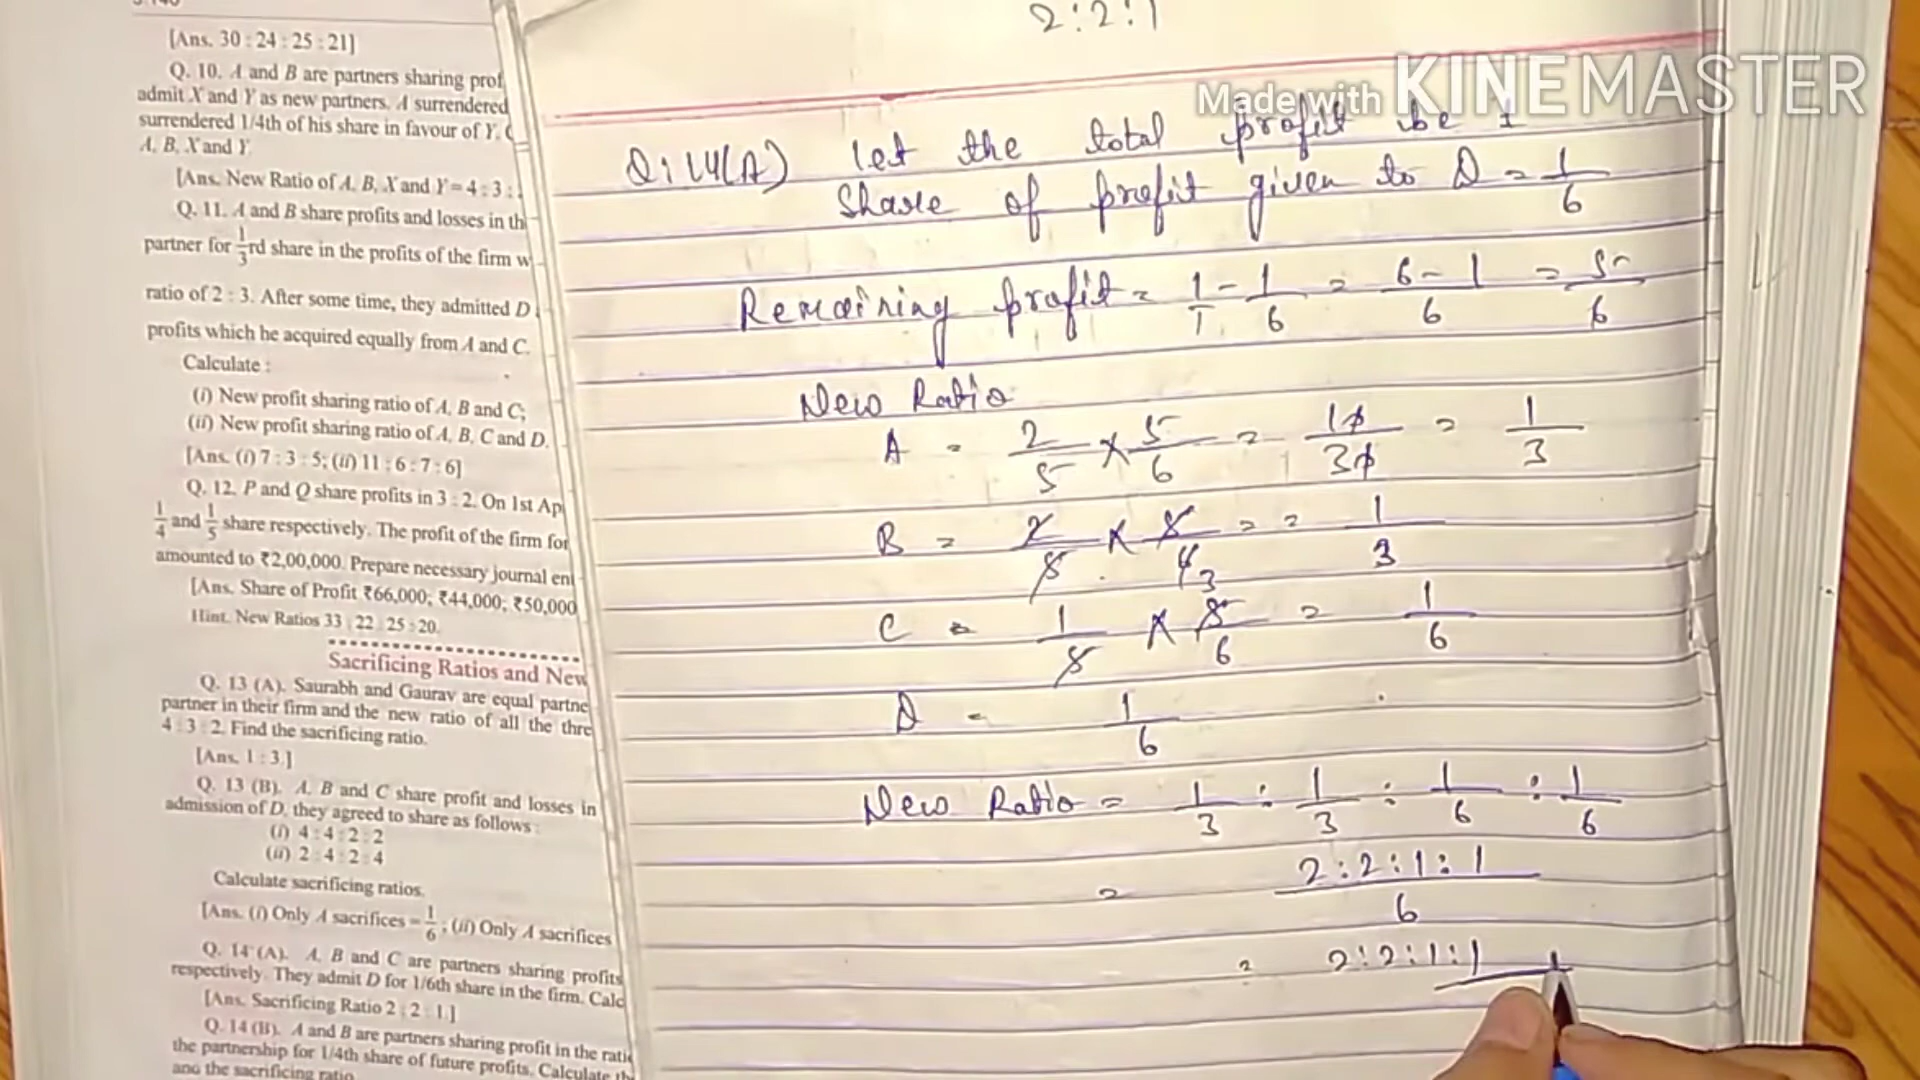 [Ans. 30 : 24 : 25 : 21]
Q. 10. A and B are partners sharing prof
admit X and Y as new partners. A surrendered
surrendered 1/4th of his share in favour of Y.
A, B, X and Y
[Ans. New Ratio of A, B, X and Y = 4 : 3 :
Q. 11. A and B share profits and losses in th
partner for 1/3 rd share in the profits of the firm w
ratio of 2 : 3. After some time, they admitted D
profits which he acquired equally from A and C.
Calculate :
(i) New profit sharing ratio of A, B and C;
(ii) New profit sharing ratio of A, B, C and D.
[Ans. (i) 7 : 3 : 5; (ii) 11 : 6 : 7 : 6]
Q. 12. P and Q share profits in 3 : 2. On 1st Ap
1/4 and 1/5 share respectively. The profit of the firm for
amounted to ₹2,00,000. Prepare necessary journal ent
[Ans. Share of Profit ₹66,000; ₹44,000; ₹50,000
Hint. New Ratios 33 : 22 : 25 : 20.
Sacrificing Ratios and New
Q. 13 (A). Saurabh and Gaurav are equal partne
partner in their firm and the new ratio of all the thre
4 : 3 : 2. Find the sacrificing ratio.
[Ans. 1 : 3.]
Q. 13 (B). A, B and C share profit and losses in
admission of D, they agreed to share as follows :
(i) 4 : 4 : 2 : 2
(ii) 2 : 4 : 2 : 4
Calculate sacrificing ratios.
[Ans. (i) Only A sacrifices = 1/6 ; (ii) Only A sacrifices
Q. 14 (A). A, B and C are partners sharing profits
respectively. They admit D for 1/6th share in the firm. Calc
[Ans. Sacrificing Ratio 2 : 2 : 1.]
Q. 14 (B). A and B are partners sharing profit in the rati
the partnership for 1/4th share of future profits. Calculate th
and the sacrificing ratio
2 : 2 : 1
Made with KINEMASTER
Q:14(A) let the total profit be 1
Share of profit given to D = 1/6
Remaining profit = 1/1 - 1/6 = 6-1/6 = 5/6
New Ratio
A = 2/5 × 5/6 = 10/30 = 1/3
B = 2/5 × 5/6 3 = = 1/3
C = 1/5 × 5/6 = 1/6
D = 1/6
New Ratio = 1/3 : 1/3 : 1/6 : 1/6
= 2:2:1:1/6
= 2:2:1:1